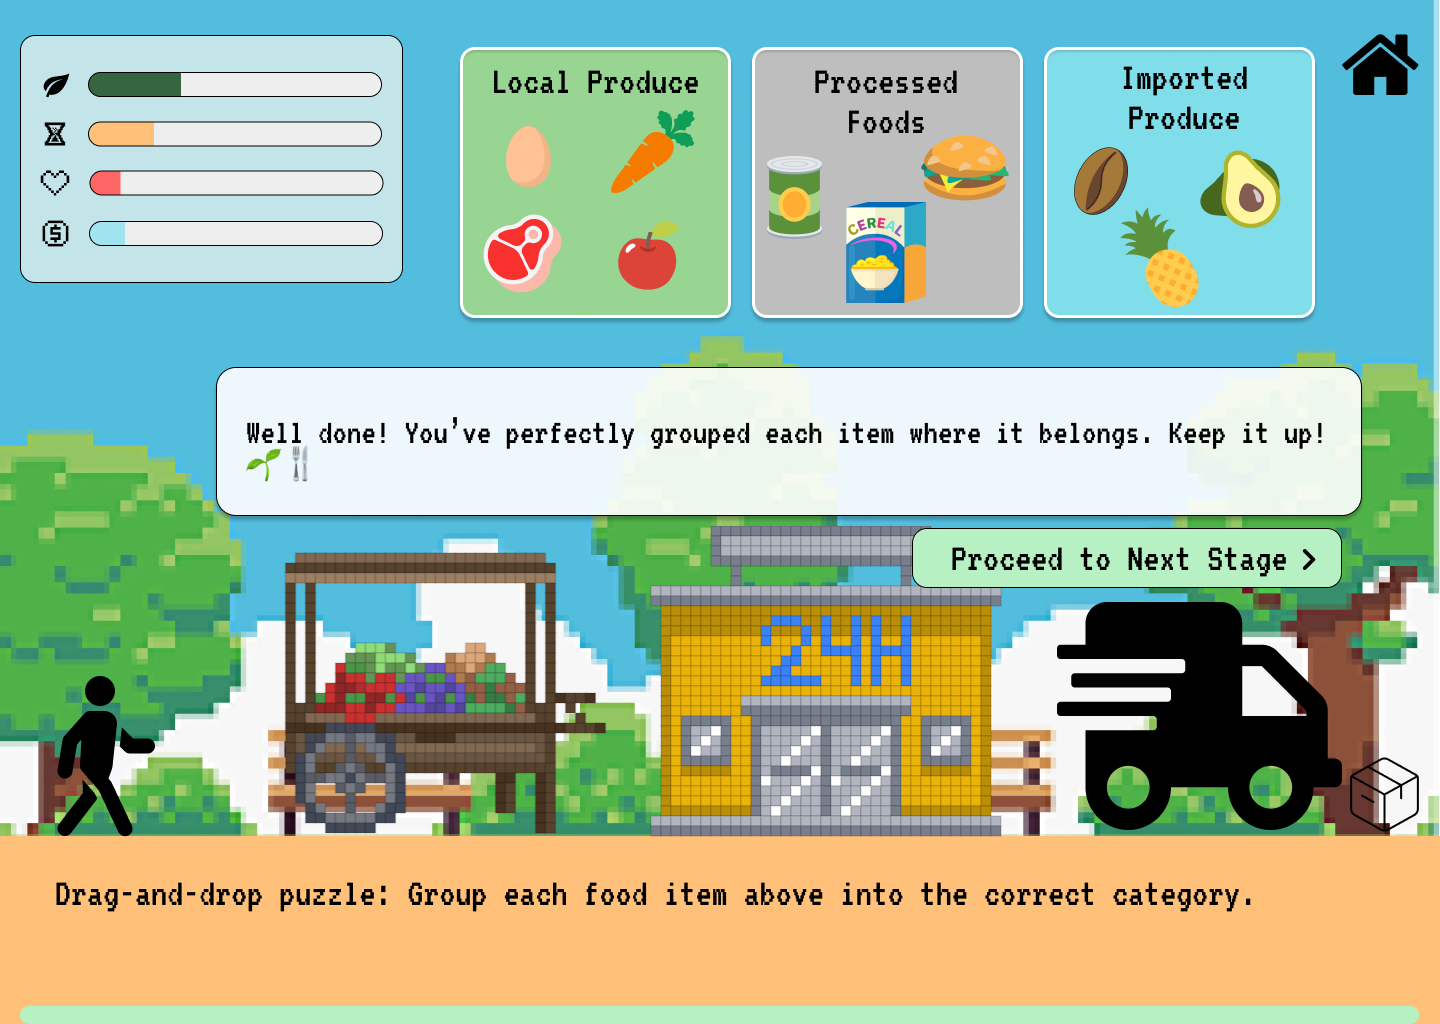 Local Produce
Processed
Foods
Imported
Produce
CEREAL
Well done! You’ve perfectly grouped each item where it belongs. Keep it up!
🌱🍴
Proceed to Next Stage >
24H
Drag-and-drop puzzle: Group each food item above into the correct category.